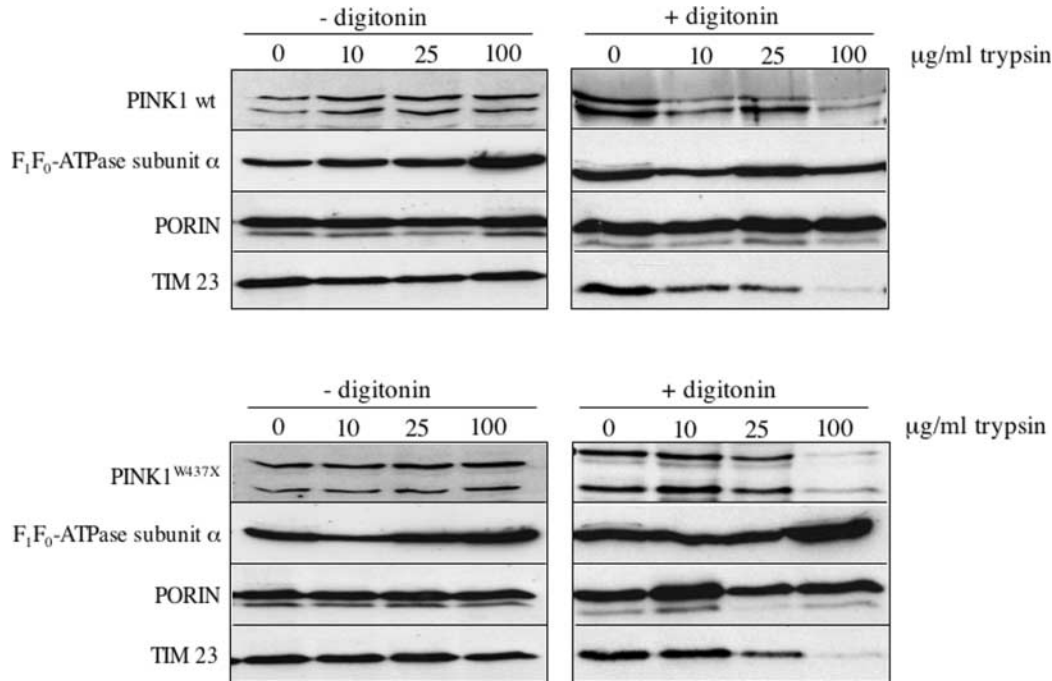 - digitonin + digitonin
0 10 25 100 0 10 25 100 μg/ml trypsin
PINK1 wt
F₁F₀-ATPase subunit α
PORIN
TIM 23
- digitonin + digitonin
0 10 25 100 0 10 25 100 μg/ml trypsin
PINK1ᵂ⁴³⁷ˣ
F₁F₀-ATPase subunit α
PORIN
TIM 23